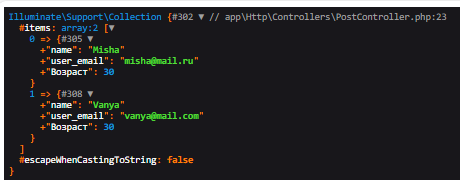 Illuminate\Support\Collection {#302 ▼ // app\Http\Controllers\PostController.php:23
#items: array:2 [▼
0 => {#305 ▼
+"name": "Misha"
+"user_email": "misha@mail.ru"
+"Возраст": 30
}
1 => {#308 ▼
+"name": "Vanya"
+"user_email": "vanya@mail.com"
+"Возраст": 30
}
]
#escapeWhenCastingToString: false
}